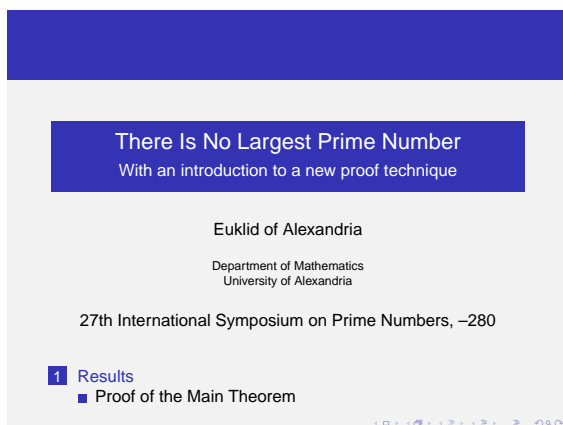 There Is No Largest Prime Number
With an introduction to a new proof technique
Euklid of Alexandria
Department of Mathematics
University of Alexandria
27th International Symposium on Prime Numbers, –280
1 Results
Proof of the Main Theorem